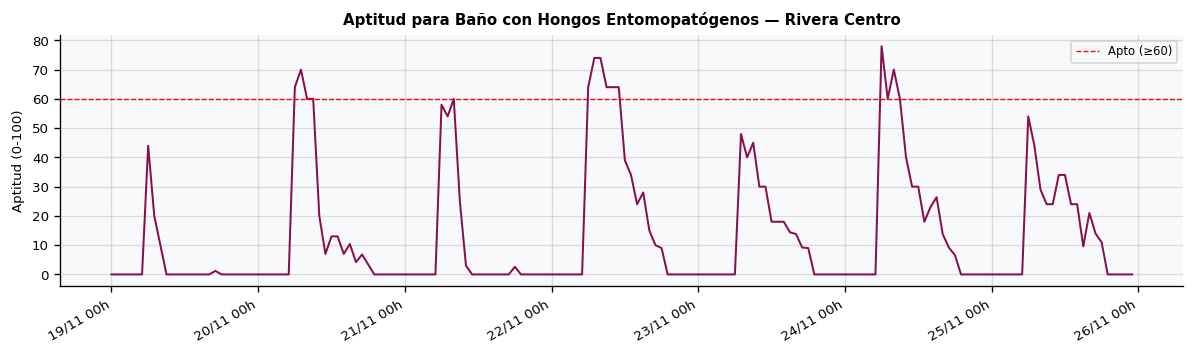 Aptitud para Baño con Hongos Entomopatógenos — Rivera Centro
Aptitud (0-100)
80
70
60
50
40
30
20
10
0
Apto (≥60)
19/11 00h
20/11 00h
21/11 00h
22/11 00h
23/11 00h
24/11 00h
25/11 00h
26/11 00h